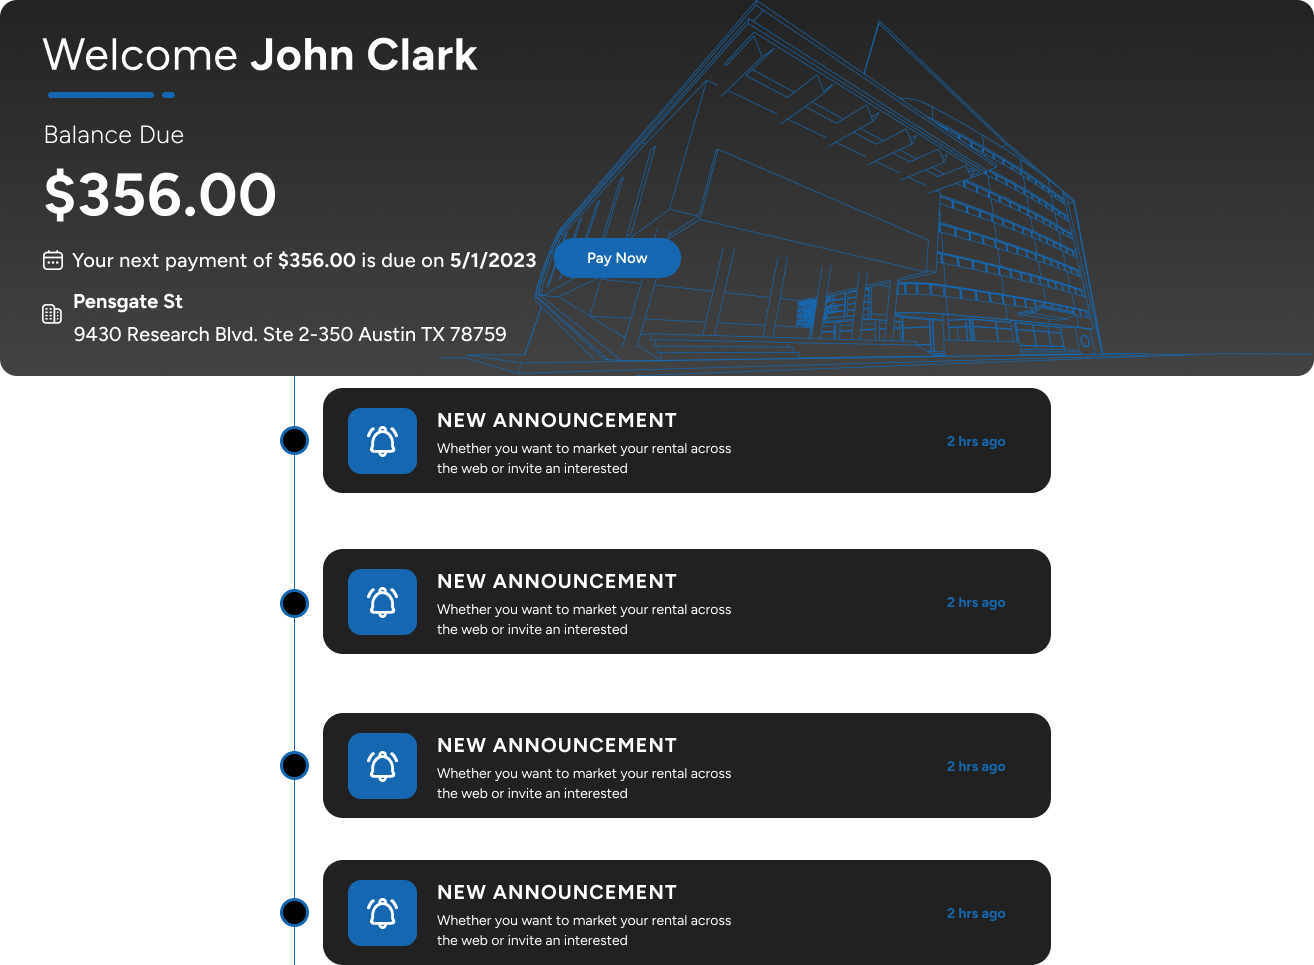 Welcome John Clark
Balance Due
$356.00
Your next payment of $356.00 is due on 5/1/2023
Pay Now
Pensgate St
9430 Research Blvd. Ste 2-350 Austin TX 78759
NEW ANNOUNCEMENT
Whether you want to market your rental across
the web or invite an interested
2 hrs ago
NEW ANNOUNCEMENT
Whether you want to market your rental across
the web or invite an interested
2 hrs ago
NEW ANNOUNCEMENT
Whether you want to market your rental across
the web or invite an interested
2 hrs ago
NEW ANNOUNCEMENT
Whether you want to market your rental across
the web or invite an interested
2 hrs ago